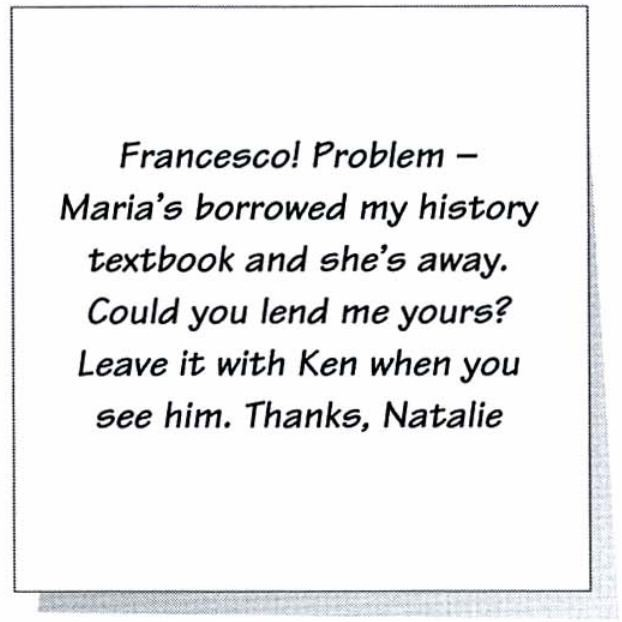 Francesco! Problem –
Maria's borrowed my history
textbook and she's away.
Could you lend me yours?
Leave it with Ken when you
see him. Thanks, Natalie